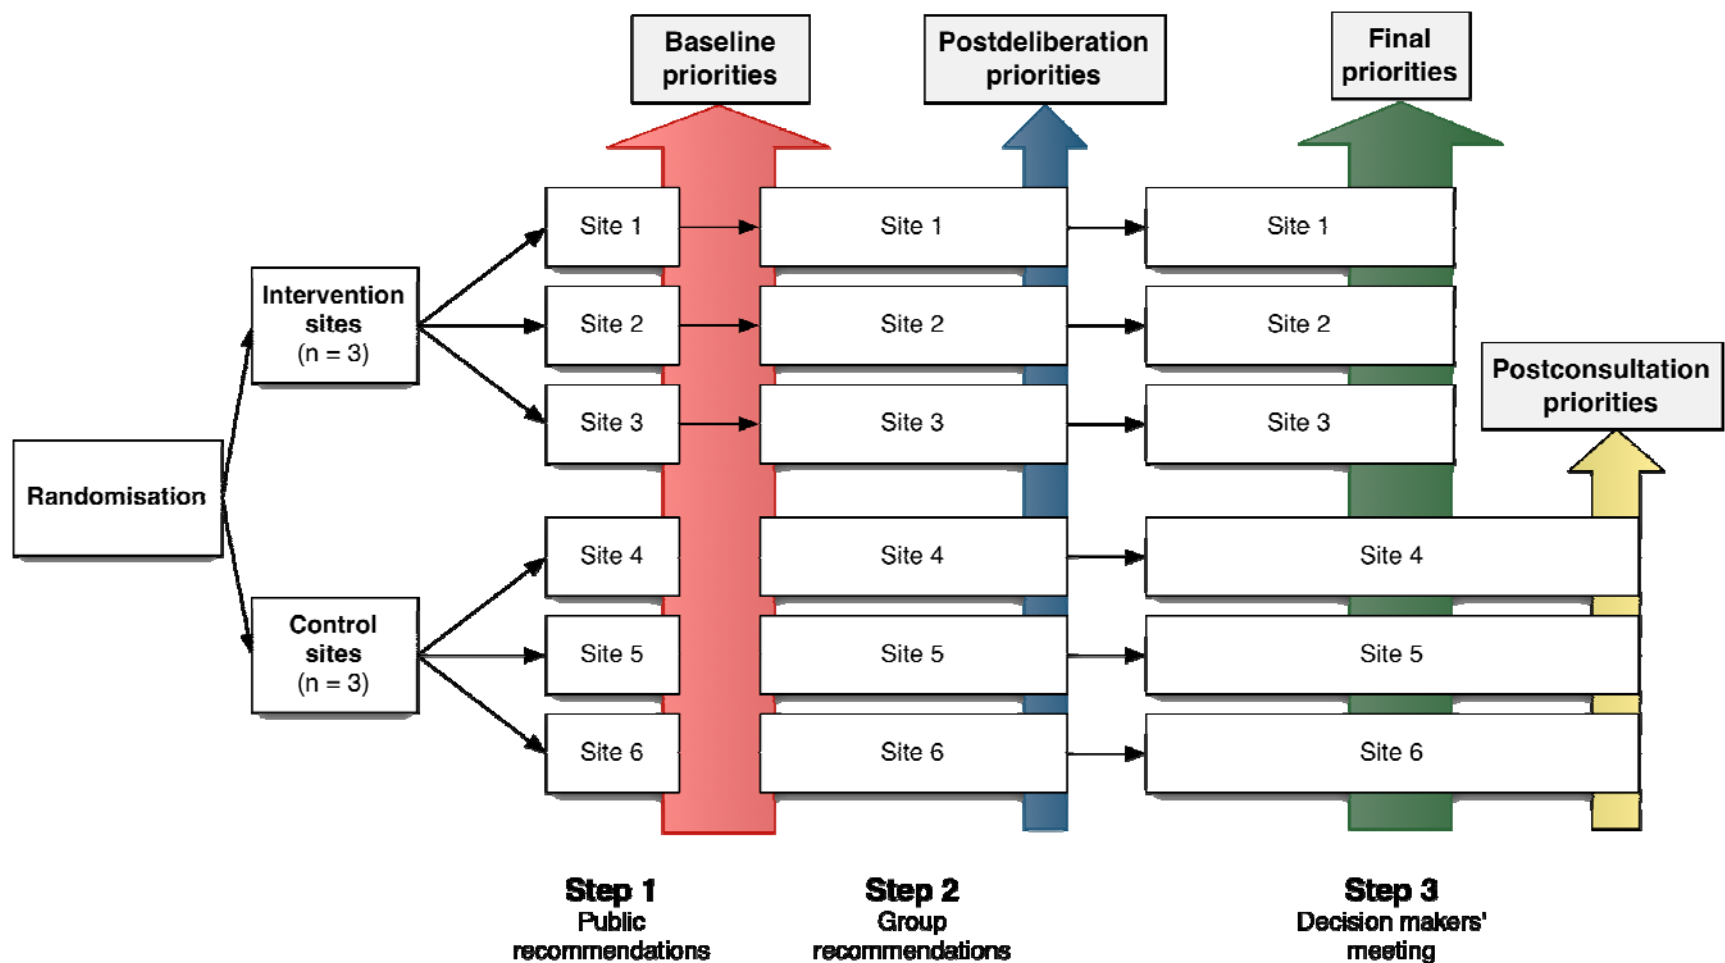 Baseline
priorities
Postdeliberation
priorities
Final
priorities
Site 1
Site 1
Site 1
Intervention
sites
(n = 3)
Site 2
Site 2
Site 2
Postconsultation
priorities
Site 3
Site 3
Site 3
Randomisation
Site 4
Site 4
Site 4
Control
sites
(n = 3)
Site 5
Site 5
Site 5
Site 6
Site 6
Site 6
Step 1
Public
recommendations
Step 2
Group
recommendations
Step 3
Decision makers'
meeting